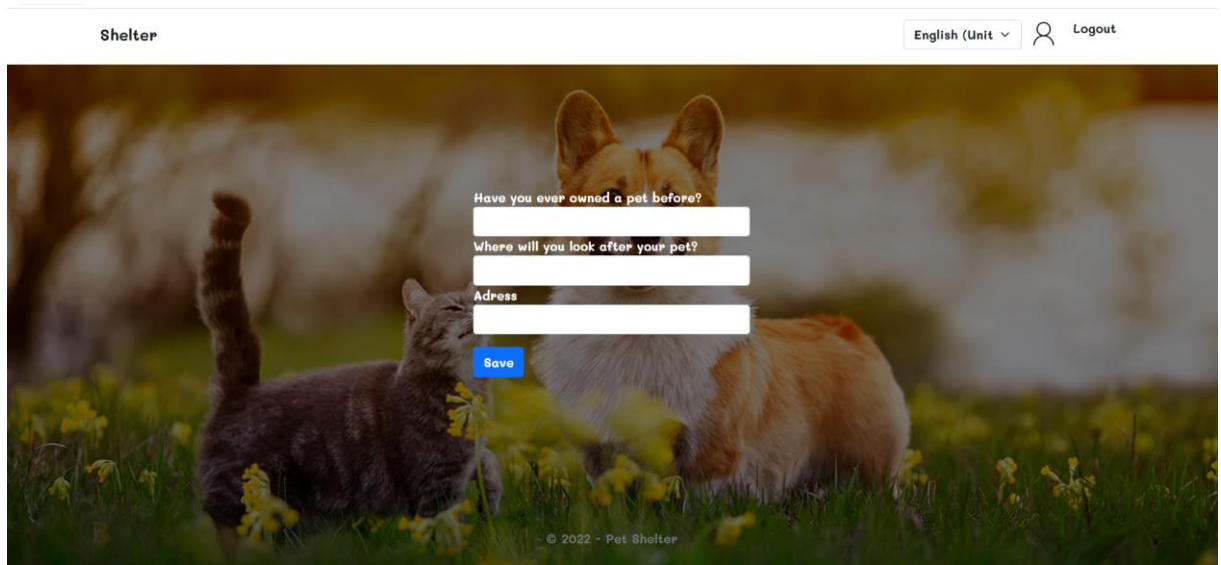 Shelter
English (Unit
Logout
Have you ever owned a pet before?
Where will you look after your pet?
Adress
Save
© 2022 - Pet Shelter